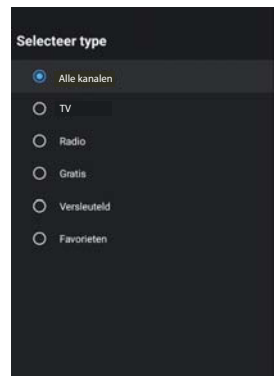 Selecteer type
Alle kanalen
TV
Radio
Gratis
Versleuteld
Favorieten